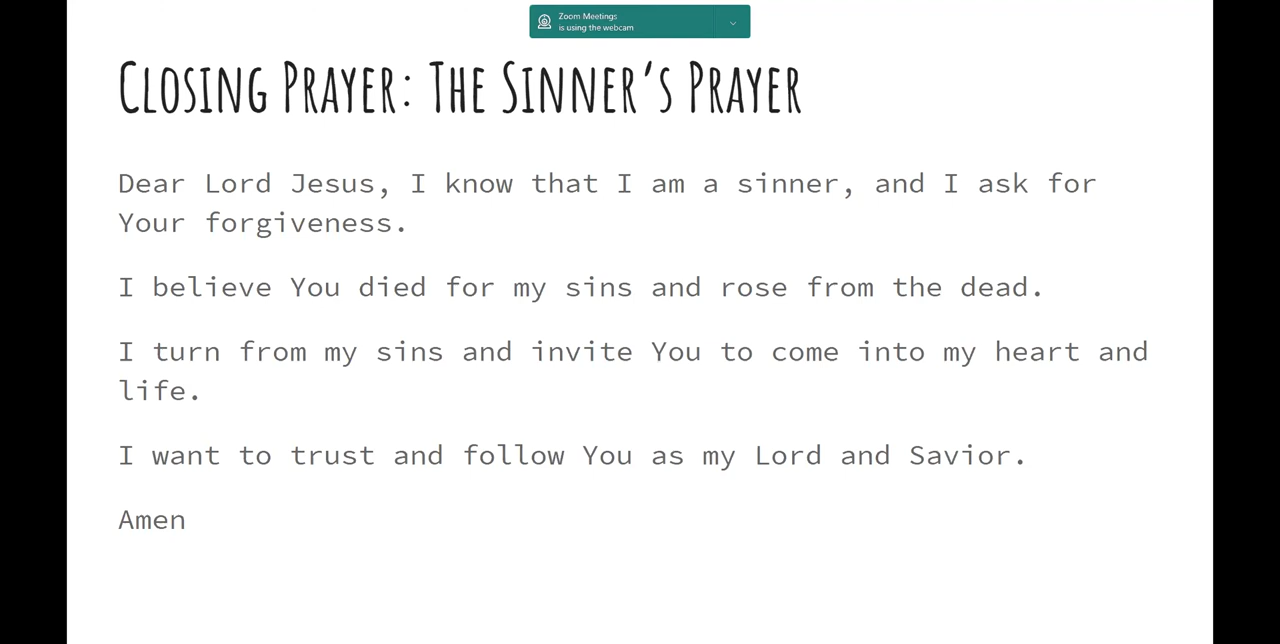 Zoom Meetings
is using the webcam
Closing Prayer: The Sinner's Prayer
Dear Lord Jesus, I know that I am a sinner, and I ask for
Your forgiveness.
I believe You died for my sins and rose from the dead.
I turn from my sins and invite You to come into my heart and
life.
I want to trust and follow You as my Lord and Savior.
Amen